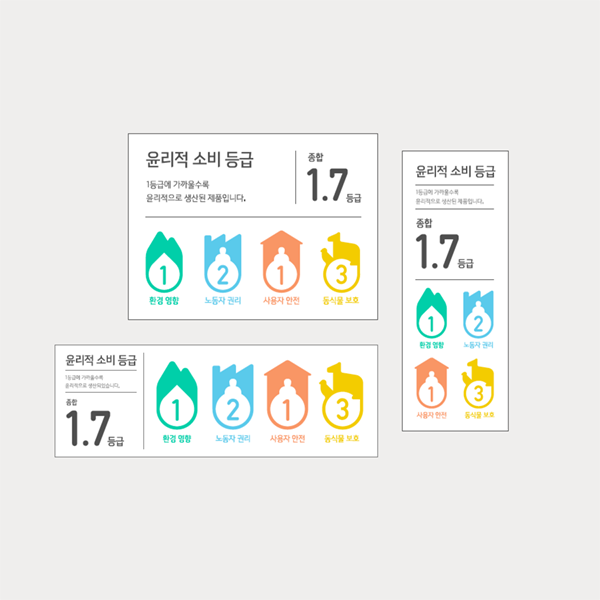 윤리적 소비 등급
1등급에 가까울수록
윤리적으로 생산된 제품입니다.
종합
1.7등급
1 2 1 3
환경 영향 노동자 권리 사용자 안전 동식물 보호
윤리적 소비 등급
1등급에 가까울수록
윤리적으로 생산되었습니다.
종합
1.7등급
1 2 1 3
환경 영향 노동자 권리 사용자 안전 동식물 보호
윤리적 소비 등급
1등급에 가까울수록
윤리적으로 생산된 제품입니다.
종합
1.7등급
1 2
환경 영향 노동자 권리
1 3
사용자 안전 동식물 보호